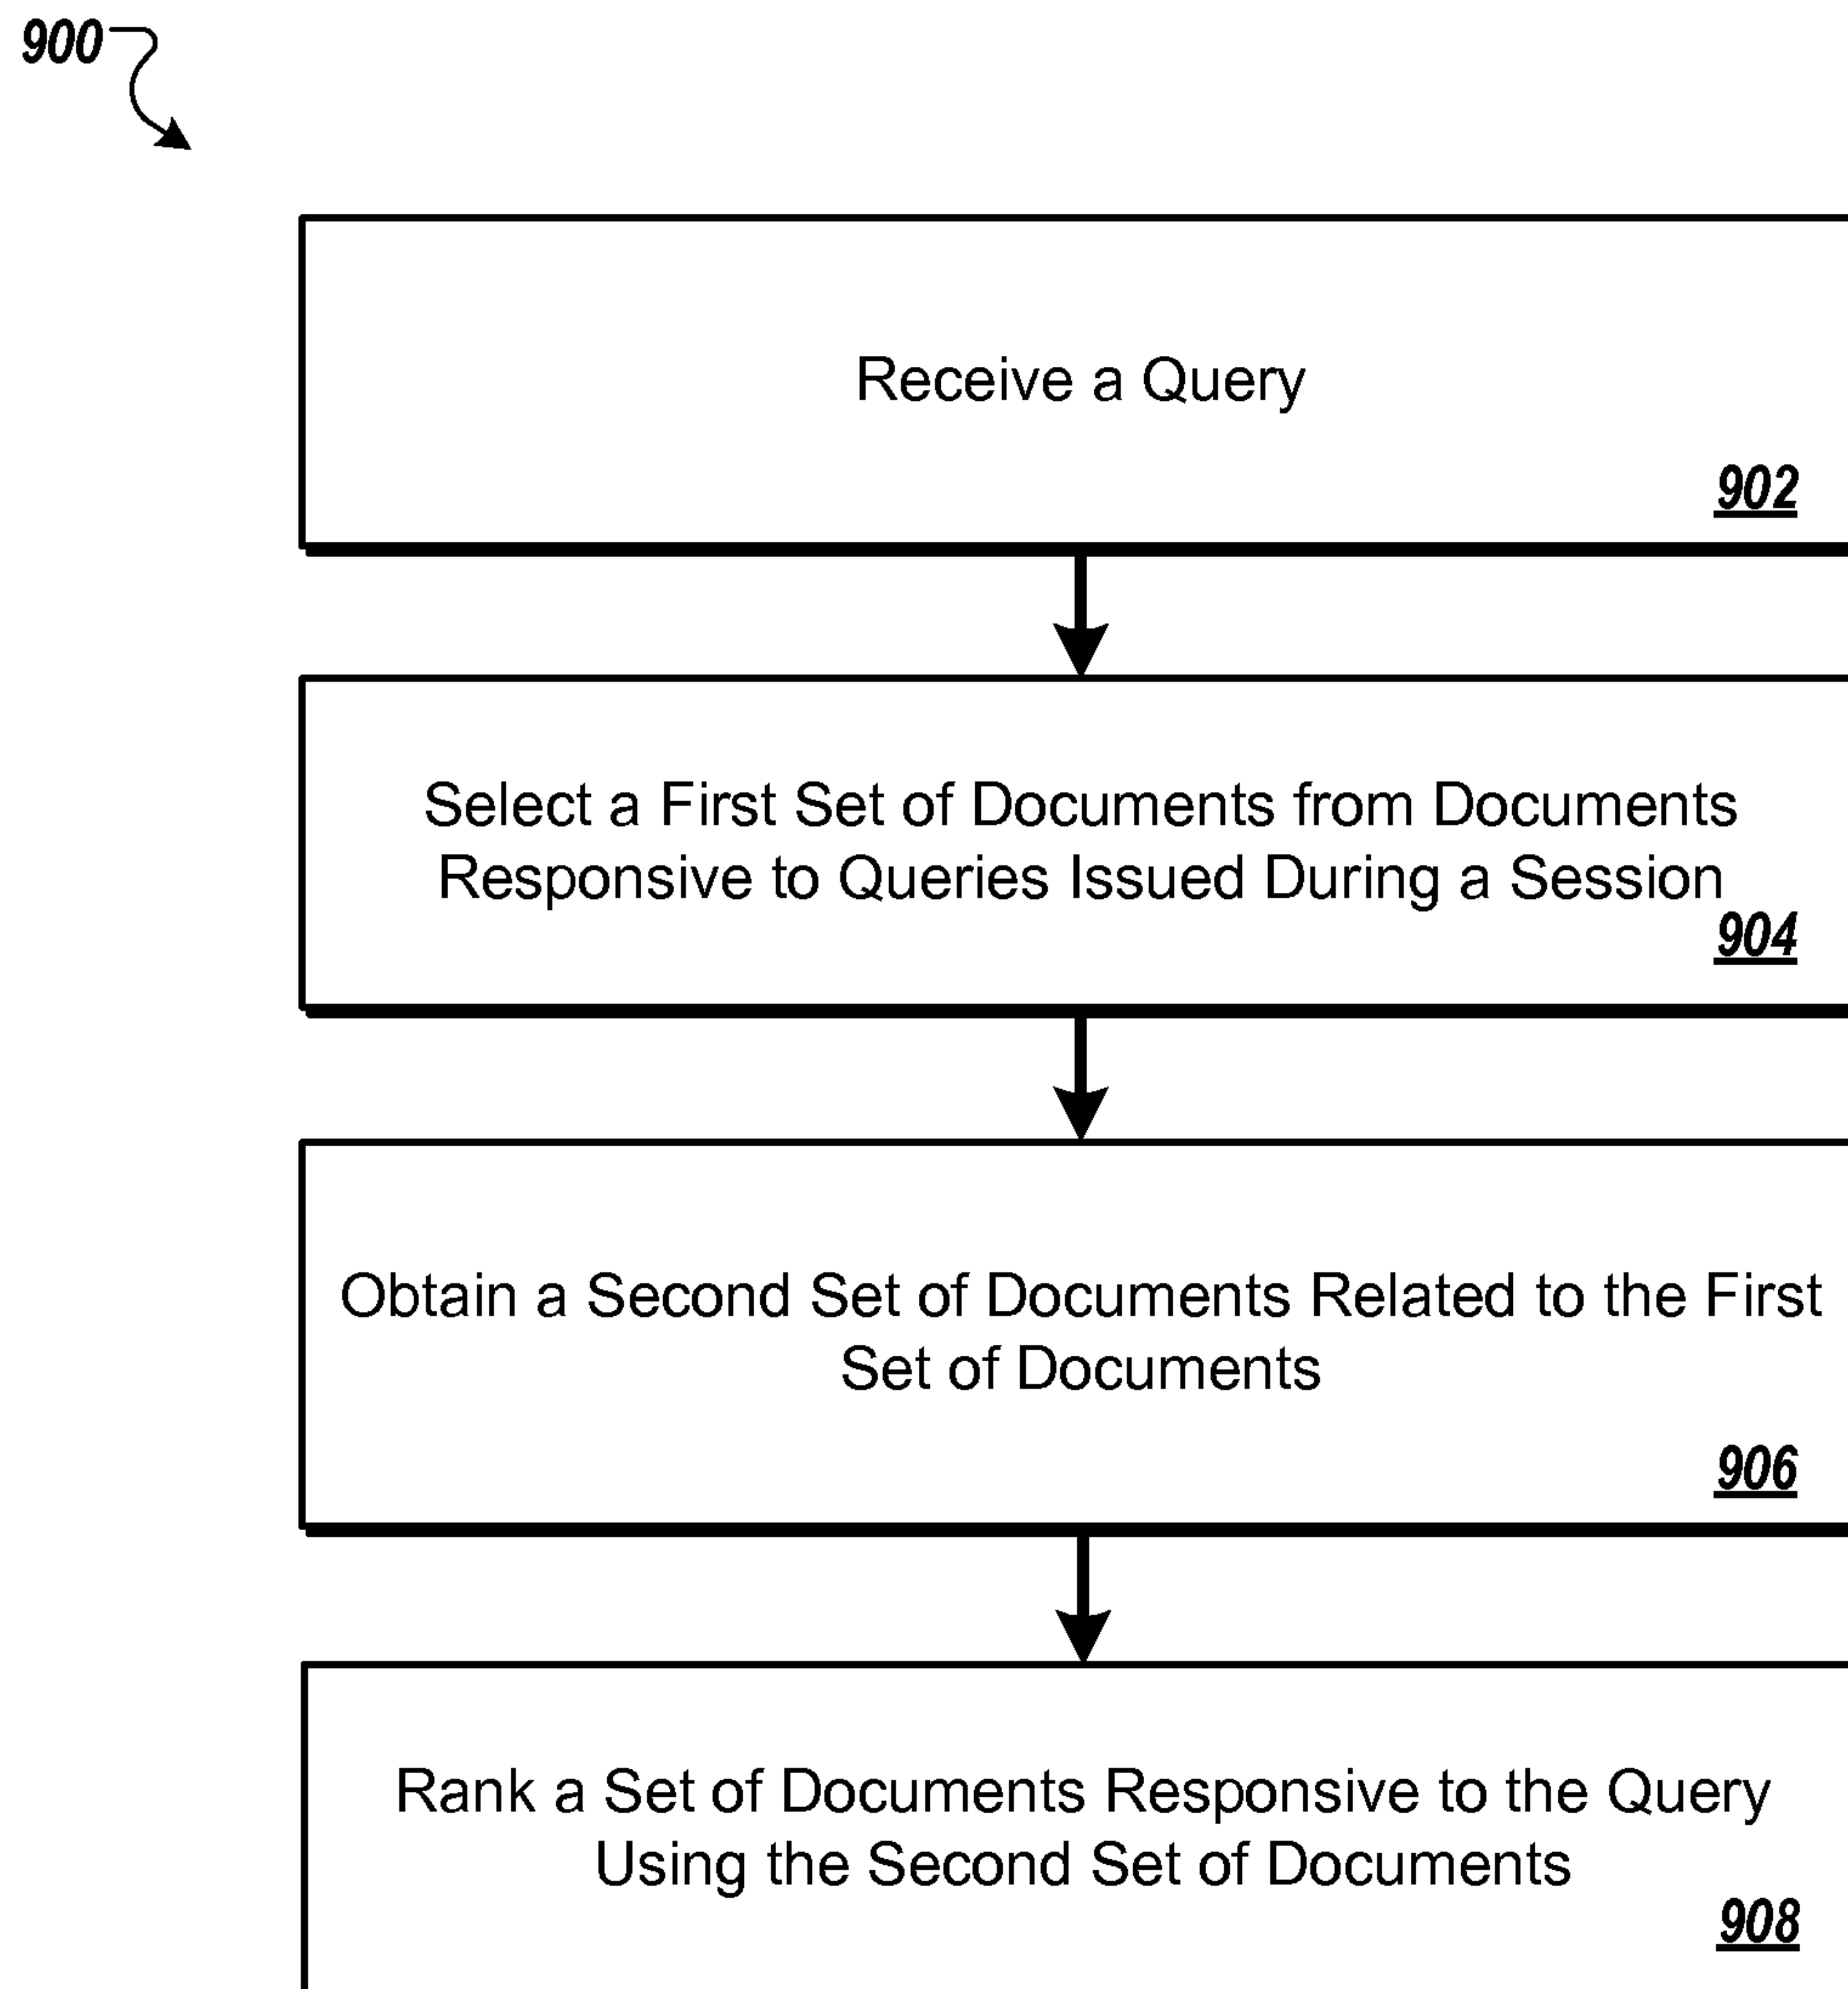 900
Receive a Query
902
Select a First Set of Documents from Documents
Responsive to Queries Issued During a Session
904
Obtain a Second Set of Documents Related to the First
Set of Documents
906
Rank a Set of Documents Responsive to the Query
Using the Second Set of Documents
908